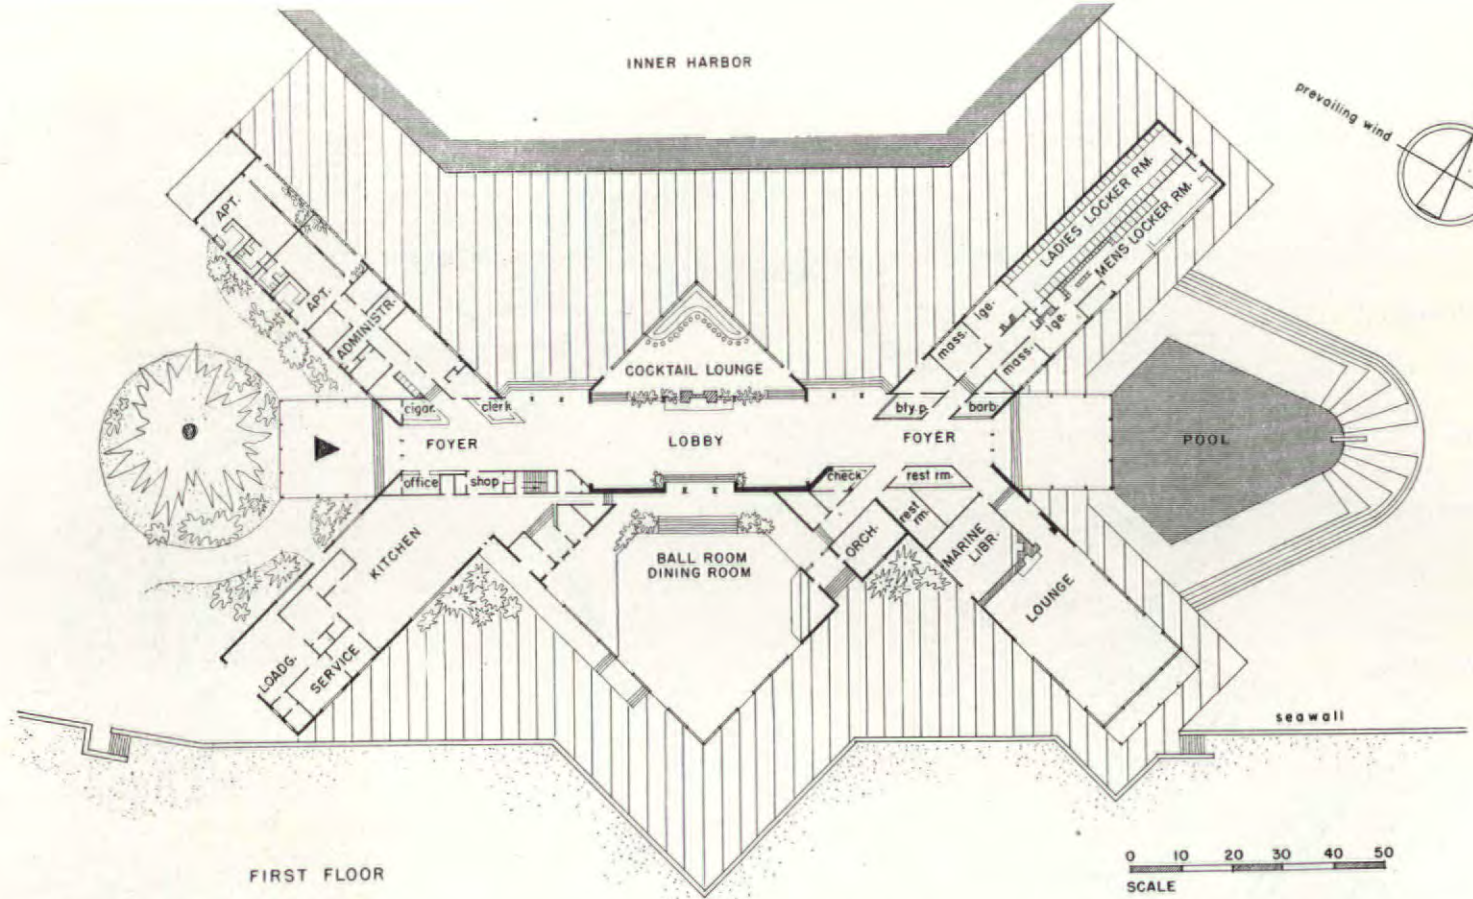 INNER HARBOR
prevailing wind
LADIES LOCKER RM.
MENS LOCKER RM.
APT.
APT.
ADMINISTR.
lge.
lge.
mass.
mass.
COCKTAIL LOUNGE
cigar.
clerk
bty.p.
barb.
FOYER
LOBBY
FOYER
POOL
office
shop
check
rest rm.
rest
rm.
KITCHEN
ORCH.
BALL ROOM
DINING ROOM
MARINE
LIBR.
LOUNGE
LOADG.
SERVICE
seawall
FIRST FLOOR
0 10 20 30 40 50
SCALE